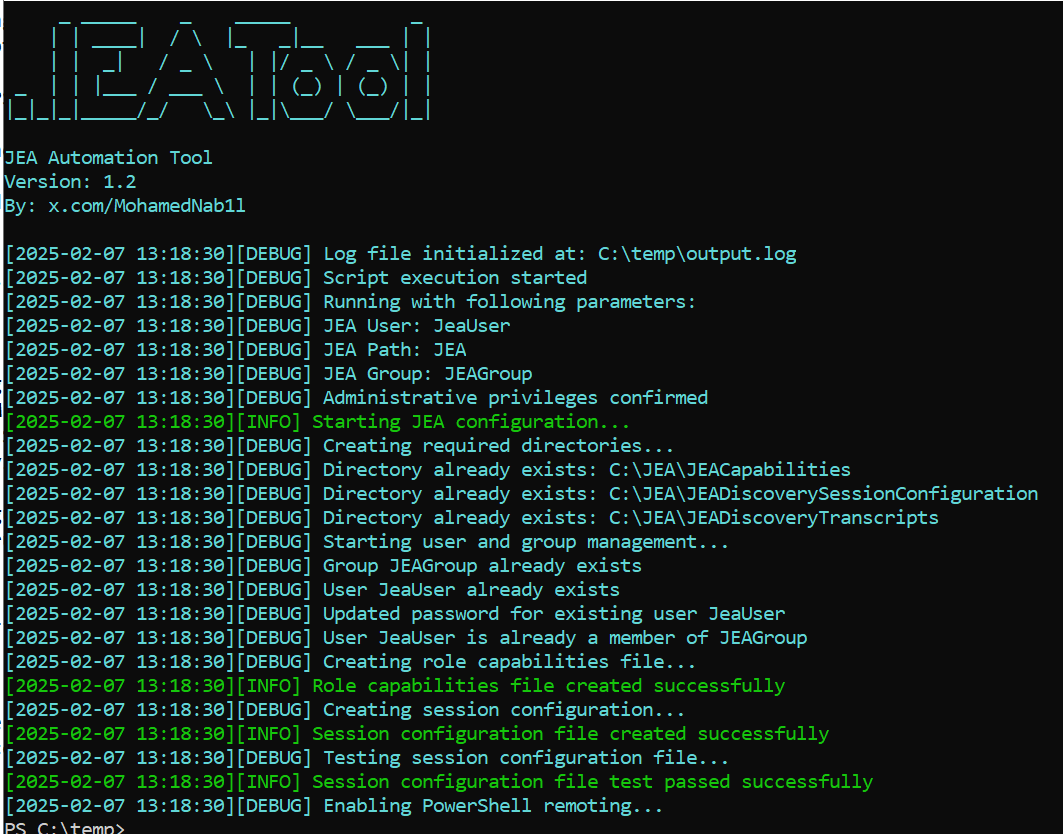 JEATool
JEA Automation Tool
Version: 1.2
By: x.com/MohamedNab1l
[2025-02-07 13:18:30][DEBUG] Log file initialized at: C:\temp\output.log
[2025-02-07 13:18:30][DEBUG] Script execution started
[2025-02-07 13:18:30][DEBUG] Running with following parameters:
[2025-02-07 13:18:30][DEBUG] JEA User: JeaUser
[2025-02-07 13:18:30][DEBUG] JEA Path: JEA
[2025-02-07 13:18:30][DEBUG] JEA Group: JEAGroup
[2025-02-07 13:18:30][DEBUG] Administrative privileges confirmed
[2025-02-07 13:18:30][INFO] Starting JEA configuration...
[2025-02-07 13:18:30][DEBUG] Creating required directories...
[2025-02-07 13:18:30][DEBUG] Directory already exists: C:\JEA\JEACapabilities
[2025-02-07 13:18:30][DEBUG] Directory already exists: C:\JEA\JEADiscoverySessionConfiguration
[2025-02-07 13:18:30][DEBUG] Directory already exists: C:\JEA\JEADiscoveryTranscripts
[2025-02-07 13:18:30][DEBUG] Starting user and group management...
[2025-02-07 13:18:30][DEBUG] Group JEAGroup already exists
[2025-02-07 13:18:30][DEBUG] User JeaUser already exists
[2025-02-07 13:18:30][DEBUG] Updated password for existing user JeaUser
[2025-02-07 13:18:30][DEBUG] User JeaUser is already a member of JEAGroup
[2025-02-07 13:18:30][DEBUG] Creating role capabilities file...
[2025-02-07 13:18:30][INFO] Role capabilities file created successfully
[2025-02-07 13:18:30][DEBUG] Creating session configuration...
[2025-02-07 13:18:30][INFO] Session configuration file created successfully
[2025-02-07 13:18:30][DEBUG] Testing session configuration file...
[2025-02-07 13:18:30][INFO] Session configuration file test passed successfully
[2025-02-07 13:18:30][DEBUG] Enabling PowerShell remoting...
PS C:\temp>